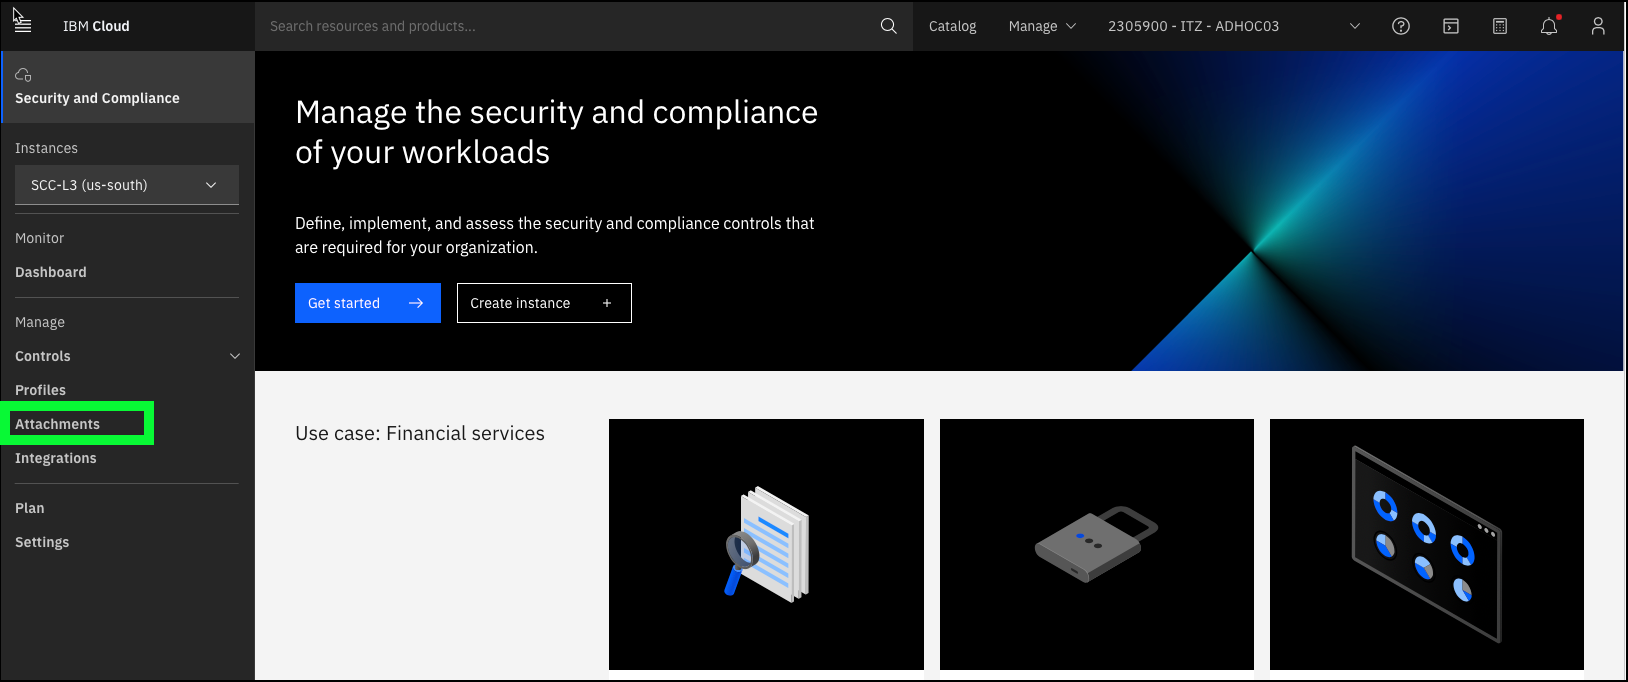 IBM Cloud
Search resources and products...
Catalog
Manage
2305900 - ITZ - ADHOC03
Security and Compliance
Instances
SCC-L3 (us-south)
Monitor
Dashboard
Manage
Controls
Profiles
Attachments
Integrations
Plan
Settings
Manage the security and compliance
of your workloads
Define, implement, and assess the security and compliance controls that
are required for your organization.
Get started
Create instance
Use case: Financial services